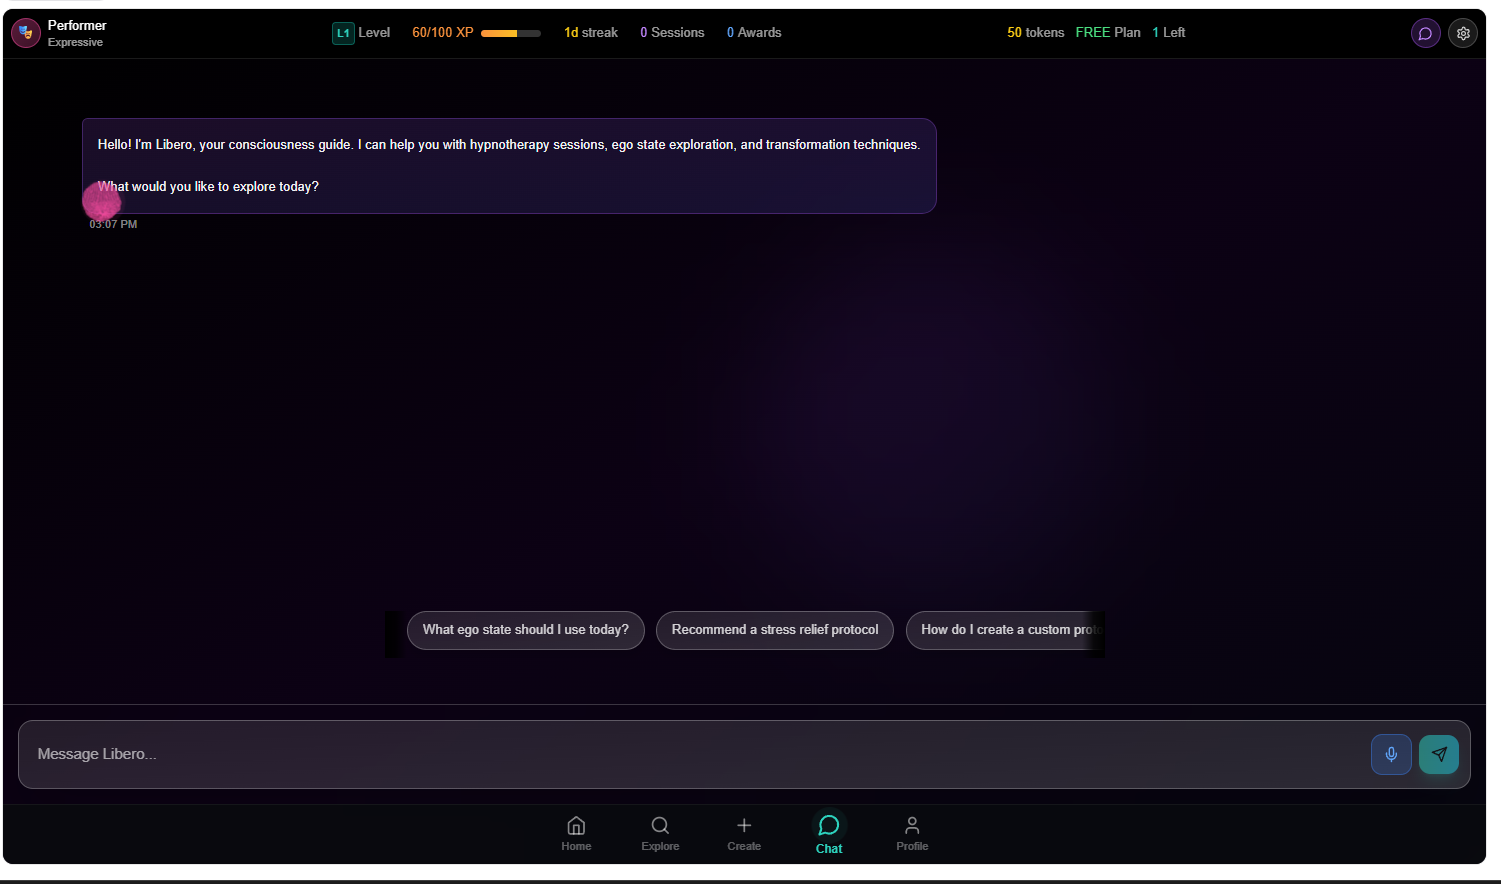 Performer
Expressive
L1 Level
60/100 XP
1d streak
0 Sessions
0 Awards
50 tokens
FREE Plan
1 Left
Hello! I'm Libero, your consciousness guide. I can help you with hypnotherapy sessions, ego state exploration, and transformation techniques.
What would you like to explore today?
03:07 PM
What ego state should I use today?
Recommend a stress relief protocol
How do I create a custom proto
Message Libero...
Home
Explore
Create
Chat
Profile